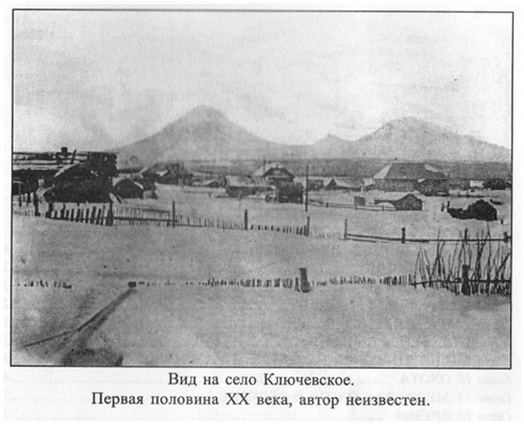 Вид на село Ключевское.
Первая половина XX века, автор неизвестен.